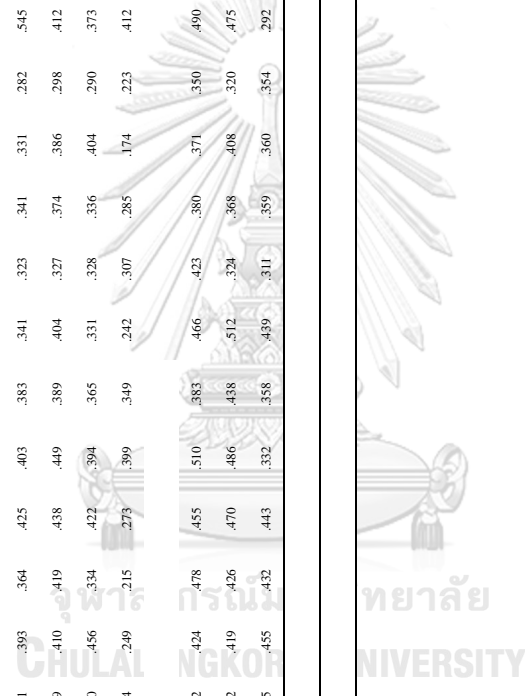 .393 .364 .425 .403 .383 .341 .323 .341 .331 .282 .545
.410 .419 .438 .449 .389 .404 .327 .374 .386 .298 .412
.456 .334 .422 .394 .365 .331 .328 .336 .404 .290 .373
.249 .215 .273 .399 .349 .242 .307 .285 .174 .223 .412
.424 .478 .455 .510 .383 .466 .423 .380 .371 .350 .490
.419 .426 .470 .486 .438 .512 .324 .368 .408 .320 .475
.455 .432 .443 .332 .358 .439 .311 .359 .360 .354 .292